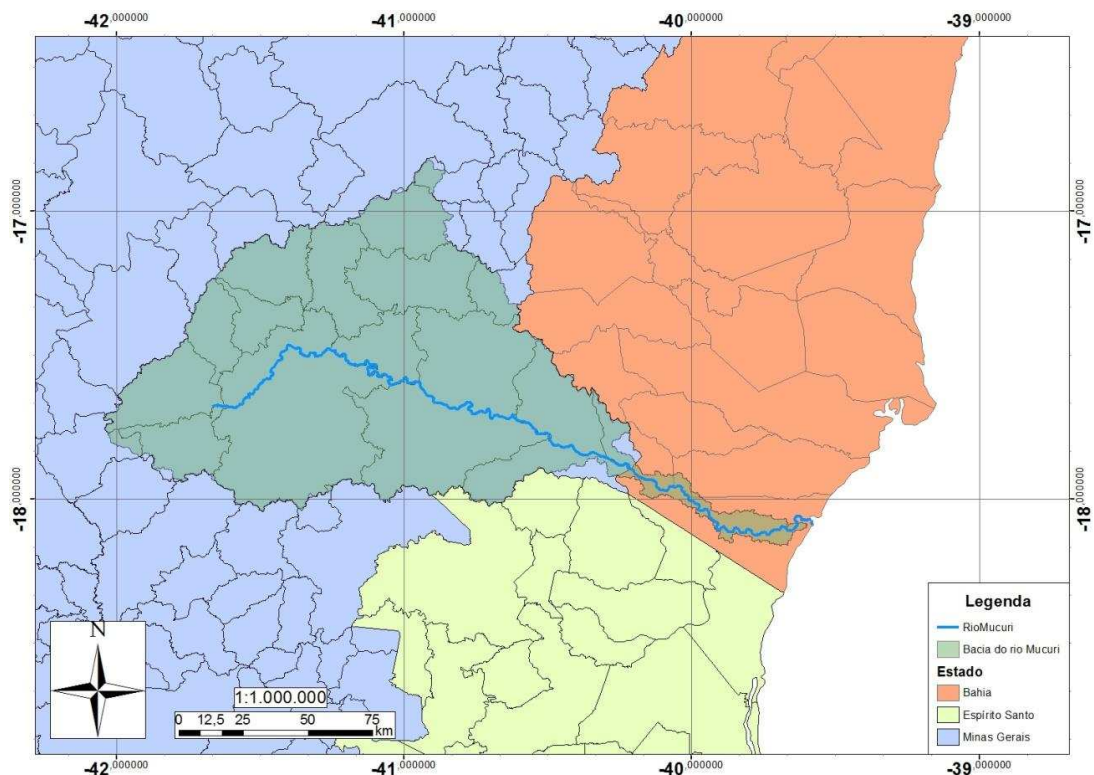 -42,000000 -41,000000 -40,000000 -39,000000
-17,000000 -17,000000
-18,000000 -18,000000
N
1:1.000.000
0 12,5 25 50 75
km
Legenda
RioMucuri
Bacia do rio Mucuri
Estado
Bahia
Espírito Santo
Minas Gerais
-42,000000 -41,000000 -40,000000 -39,000000